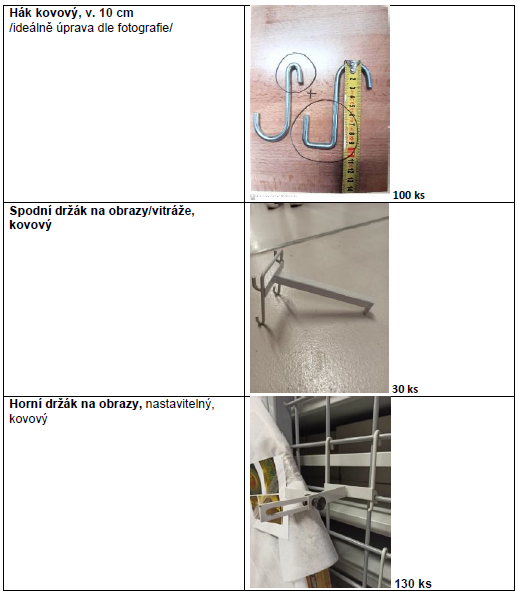 Hák kovový, v. 10 cm
/ideálně úprava dle fotografie/
100 ks
Spodní držák na obrazy/vitráže,
kovový
30 ks
Horní držák na obrazy, nastavitelný,
kovový
130 ks